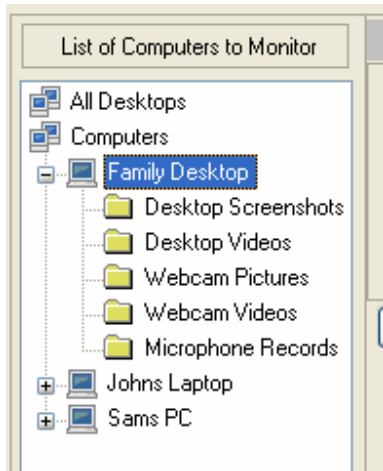 List of Computers to Monitor
All Desktops
Computers
Family Desktop
Desktop Screenshots
Desktop Videos
Webcam Pictures
Webcam Videos
Microphone Records
Johns Laptop
Sams PC